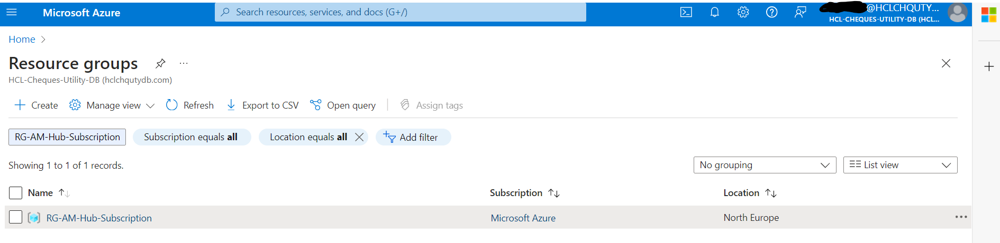 Microsoft Azure
Search resources, services, and docs (G+/)
@HCLCHQUTY...
HCL-CHEQUES-UTILITY-DB (HCL...
Home
Resource groups
HCL-Cheques-Utility-DB (hclchqutydb.com)
Create
Manage view
Refresh
Export to CSV
Open query
Assign tags
RG-AM-Hub-Subscription
Subscription equals all
Location equals all
Add filter
Showing 1 to 1 of 1 records.
No grouping
List view
Name
Subscription
Location
RG-AM-Hub-Subscription
Microsoft Azure
North Europe